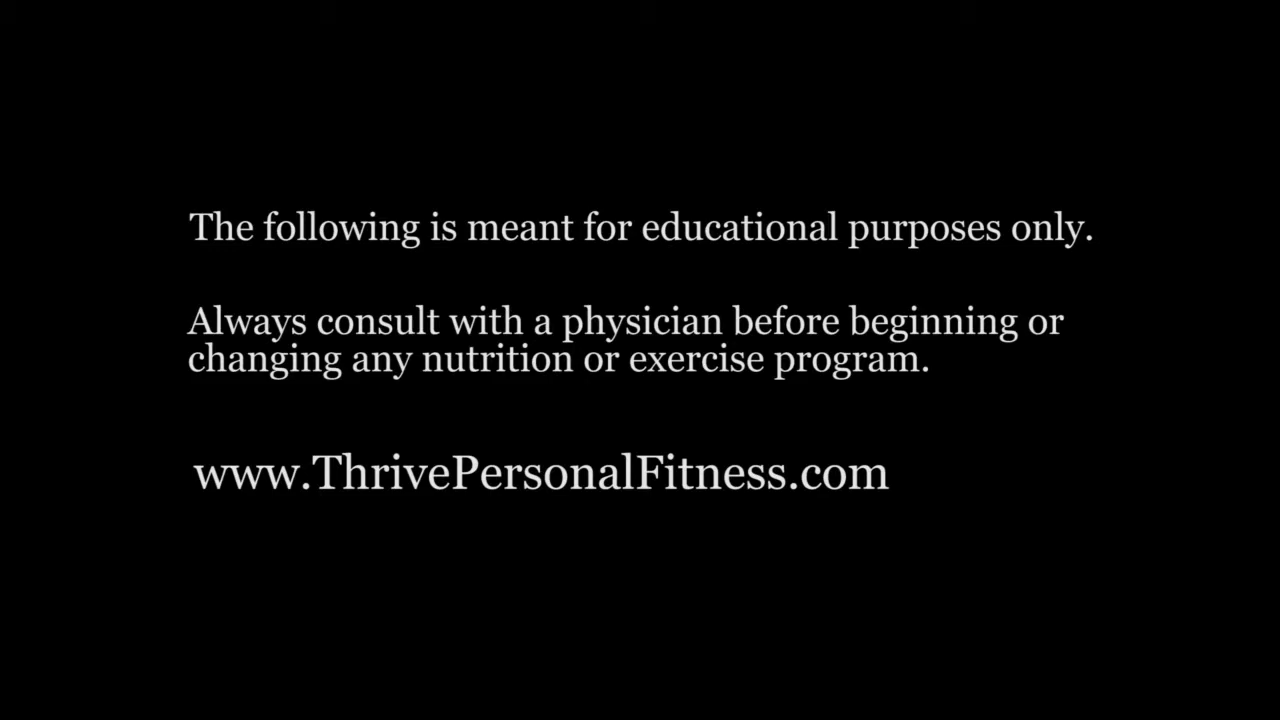 The following is meant for educational purposes only.
Always consult with a physician before beginning or
changing any nutrition or exercise program.
www.ThrivePersonalFitness.com